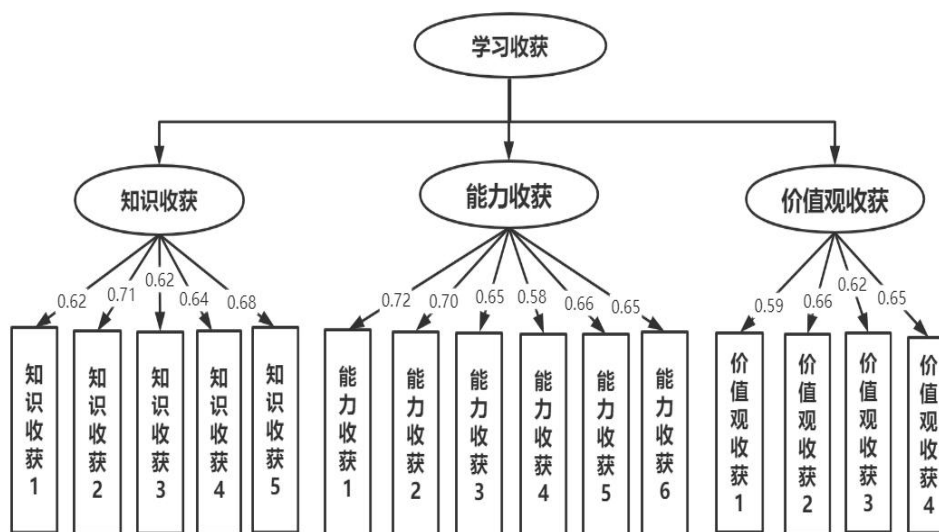 学习收获
知识收获
能力收获
价值观收获
0.62
0.71
0.62
0.64
0.68
0.72
0.70
0.65
0.58
0.66
0.65
0.59
0.66
0.62
0.65
知识收获1
知识收获2
知识收获3
知识收获4
知识收获5
能力收获1
能力收获2
能力收获3
能力收获4
能力收获5
能力收获6
价值观收获1
价值观收获2
价值观收获3
价值观收获4